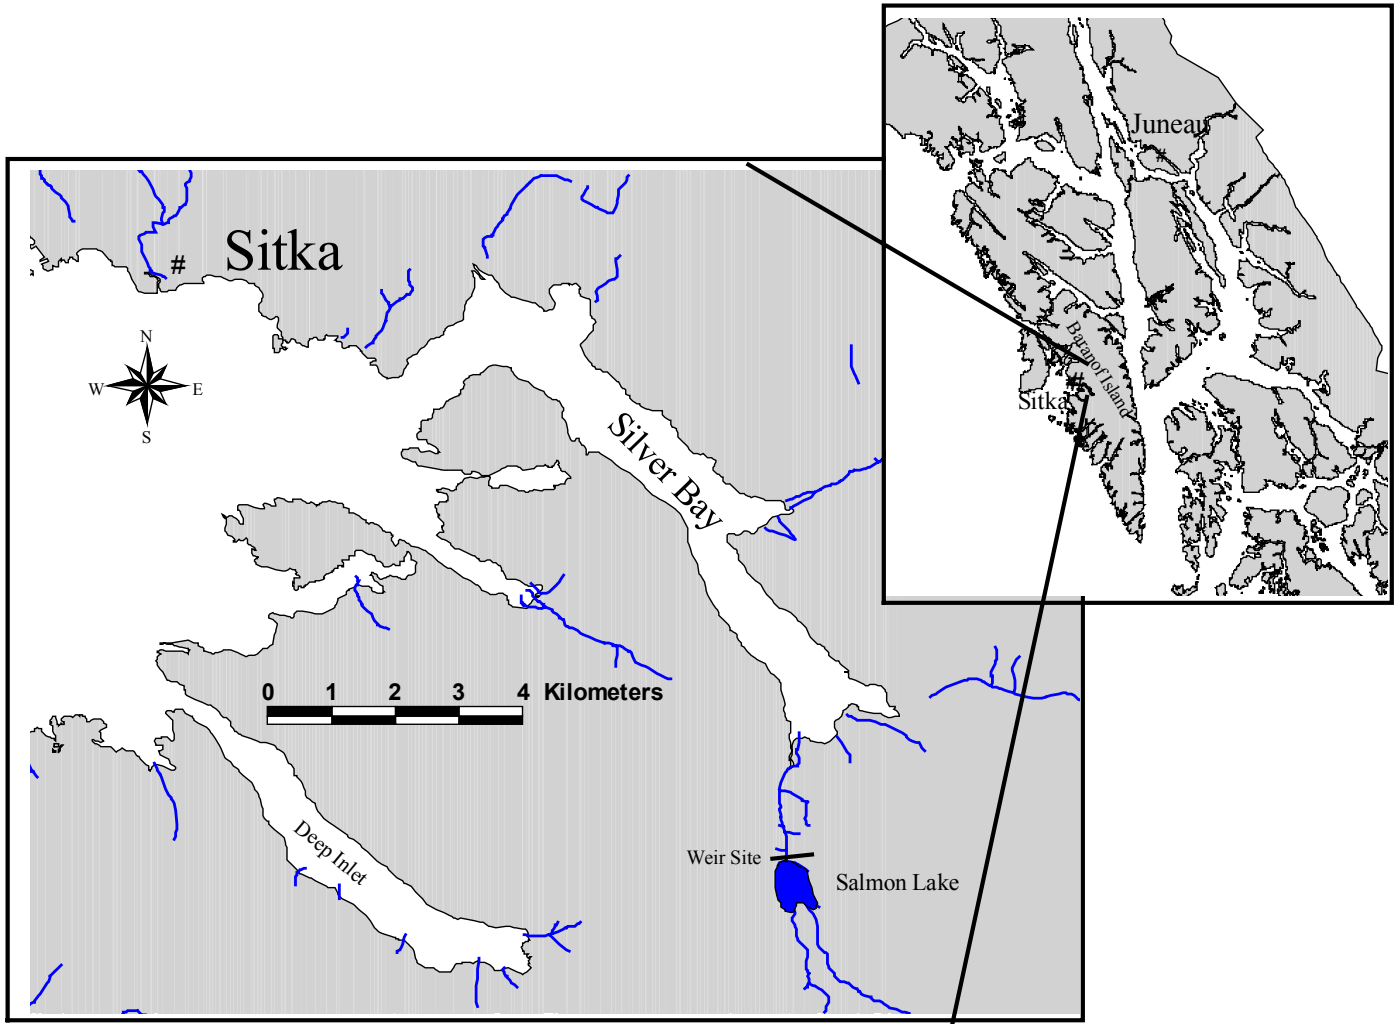 Juneau
#
Baranof Island
#
Sitka
Sitka
#
N
W E
S
Silver Bay
0 1 2 3 4 Kilometers
Deep Inlet
Weir Site
Salmon Lake